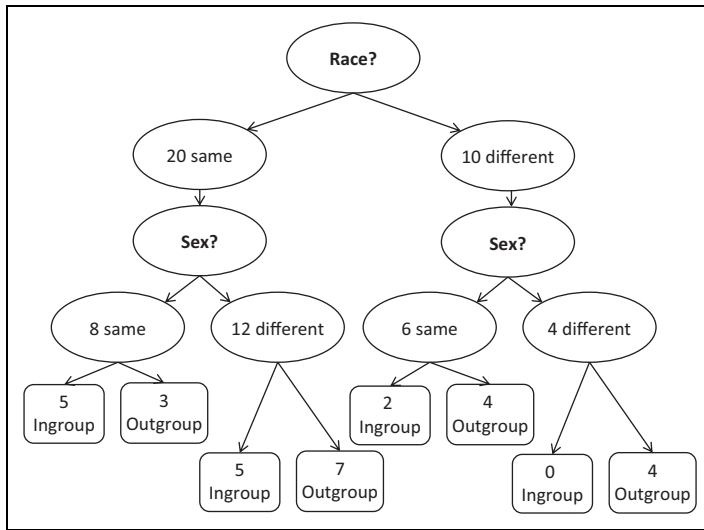 Race?
20 same
10 different
Sex?
Sex?
8 same
12 different
6 same
4 different
5
Ingroup
3
Outgroup
2
Ingroup
4
Outgroup
5
Ingroup
7
Outgroup
0
Ingroup
4
Outgroup